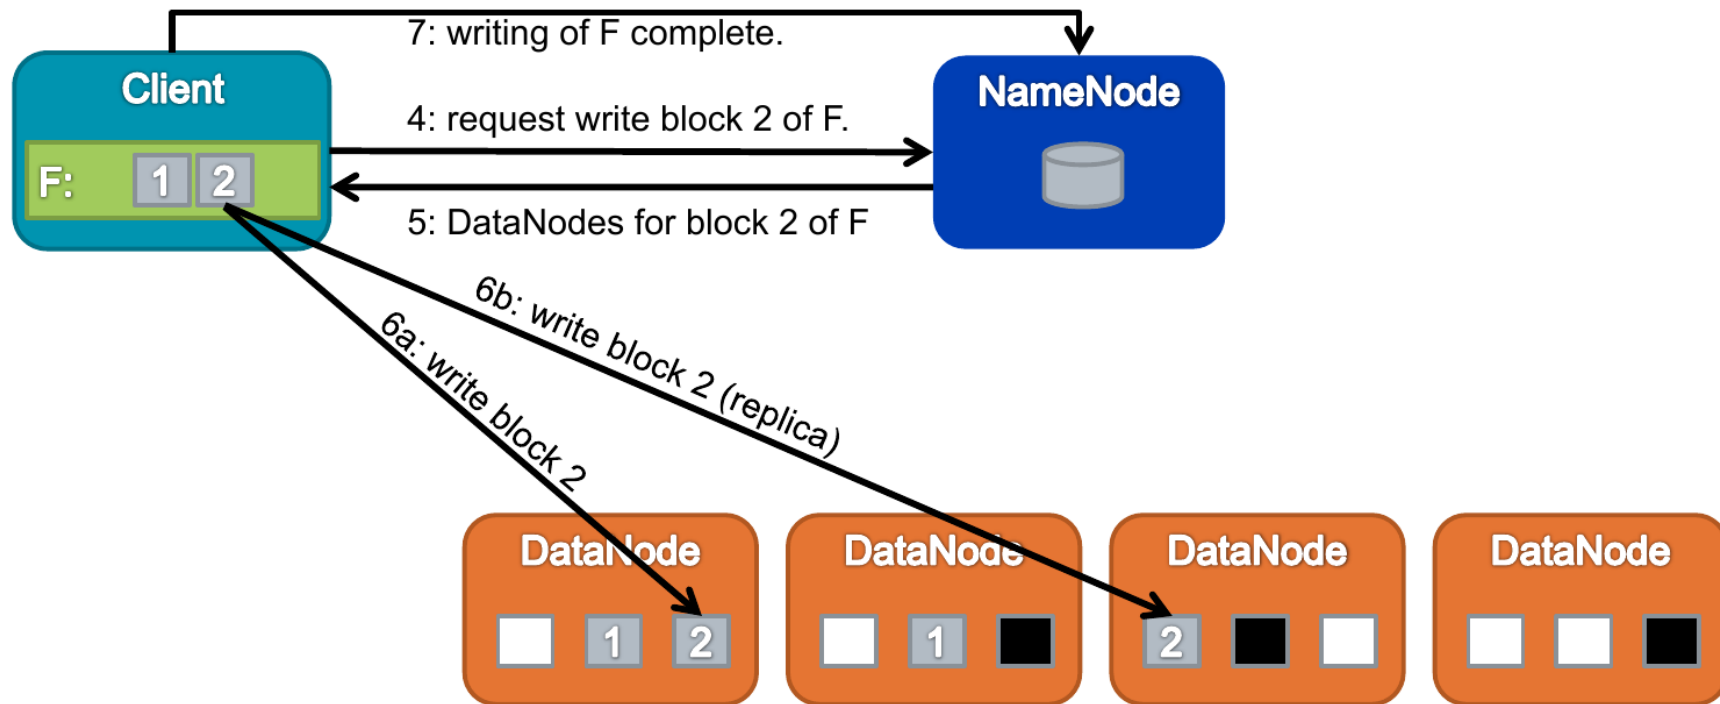 7: writing of F complete.
Client
NameNode
4: request write block 2 of F.
F: 1 2
5: DataNodes for block 2 of F
6b: write block 2 (replica)
6a: write block 2
DataNode
1 2
DataNode
1
DataNode
2
DataNode